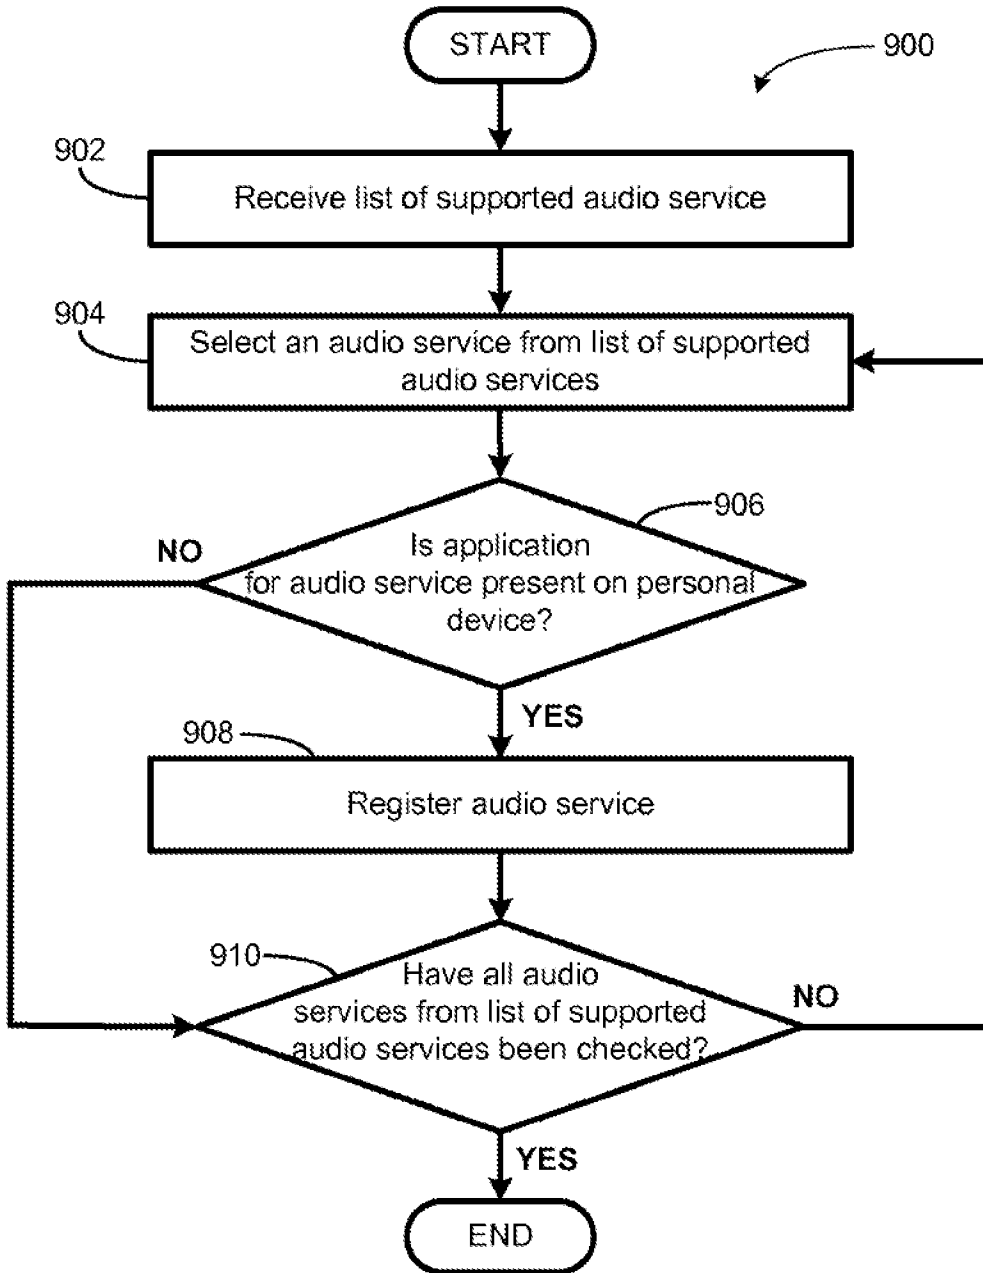 START
900
902
Receive list of supported audio service
904
Select an audio service from list of supported
audio services
906
NO
Is application
for audio service present on personal
device?
YES
908
Register audio service
910
Have all audio
services from list of supported
audio services been checked?
NO
YES
END